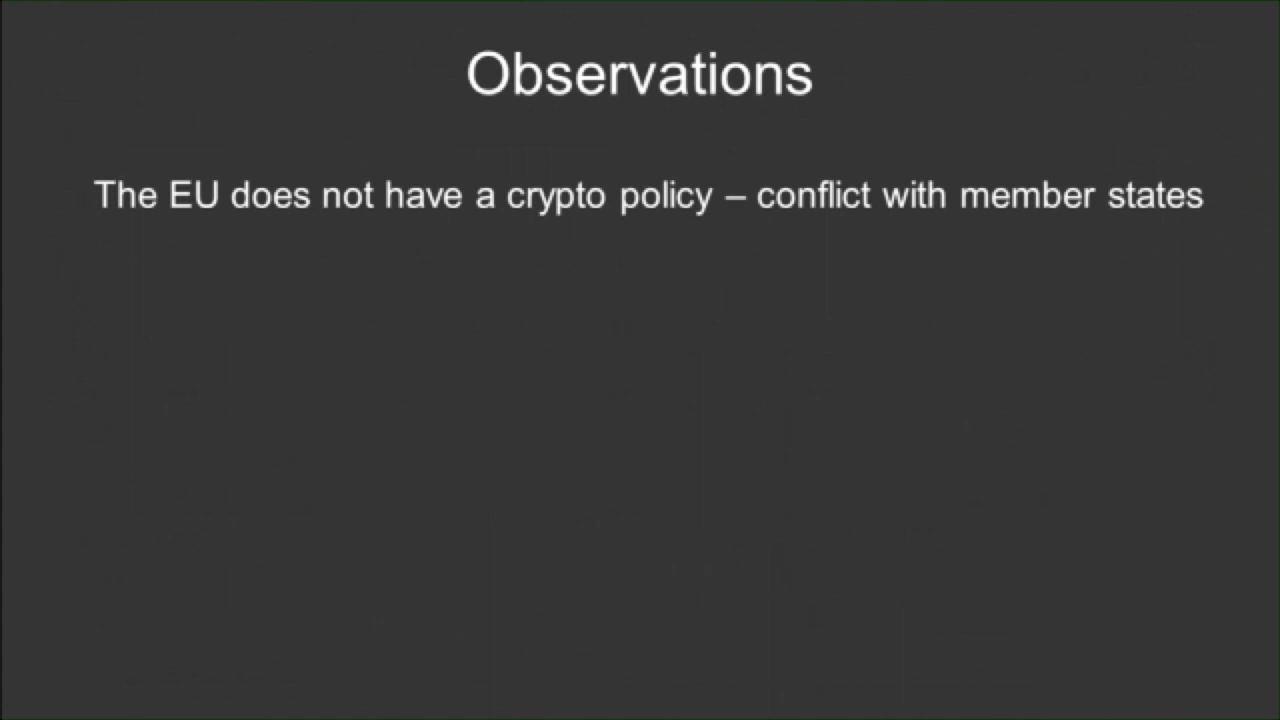 Observations
The EU does not have a crypto policy – conflict with member states